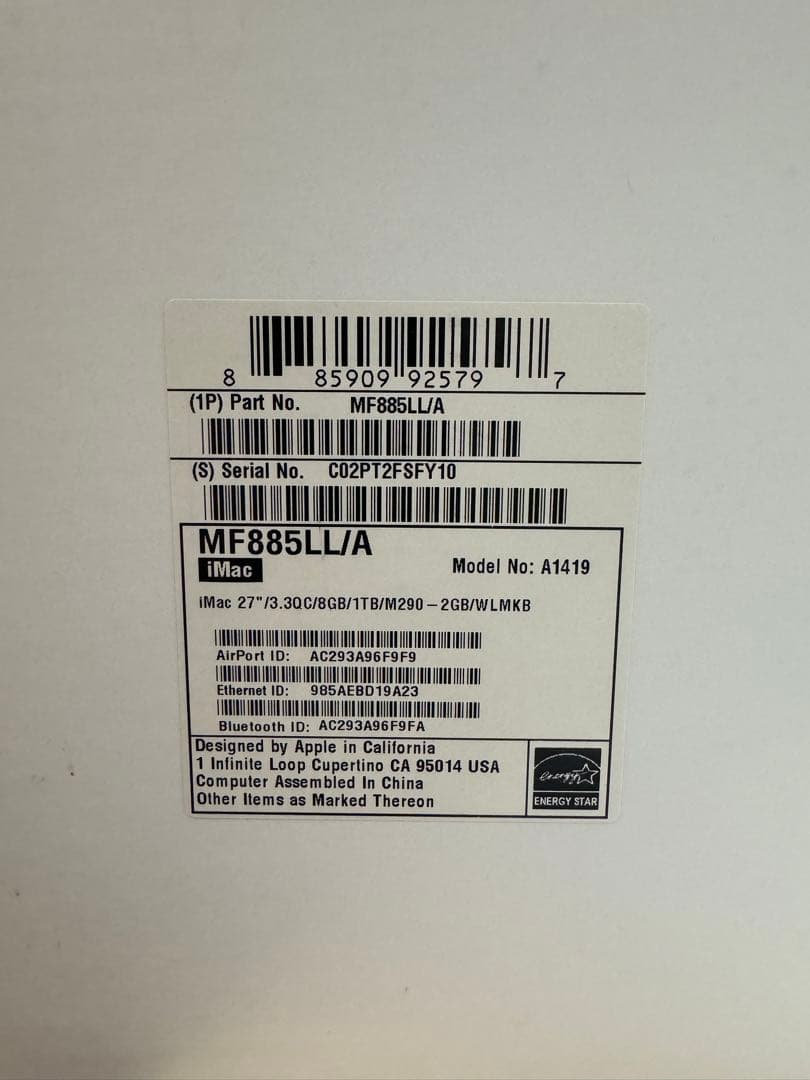 8 85909 92579 7
(1P) Part No. MF885LL/A
(S) Serial No. C02PT2FSFY10
MF885LL/A
iMac
Model No: A1419
iMac 27"/3.3QC/8GB/1TB/M290–2GB/WLMKB
AirPort ID: AC293A96F9F9
Ethernet ID: 985AEBD19A23
Bluetooth ID: AC293A96F9FA
Designed by Apple in California
1 Infinite Loop Cupertino CA 95014 USA
Computer Assembled In China
Other Items as Marked Thereon
energy
ENERGY STAR